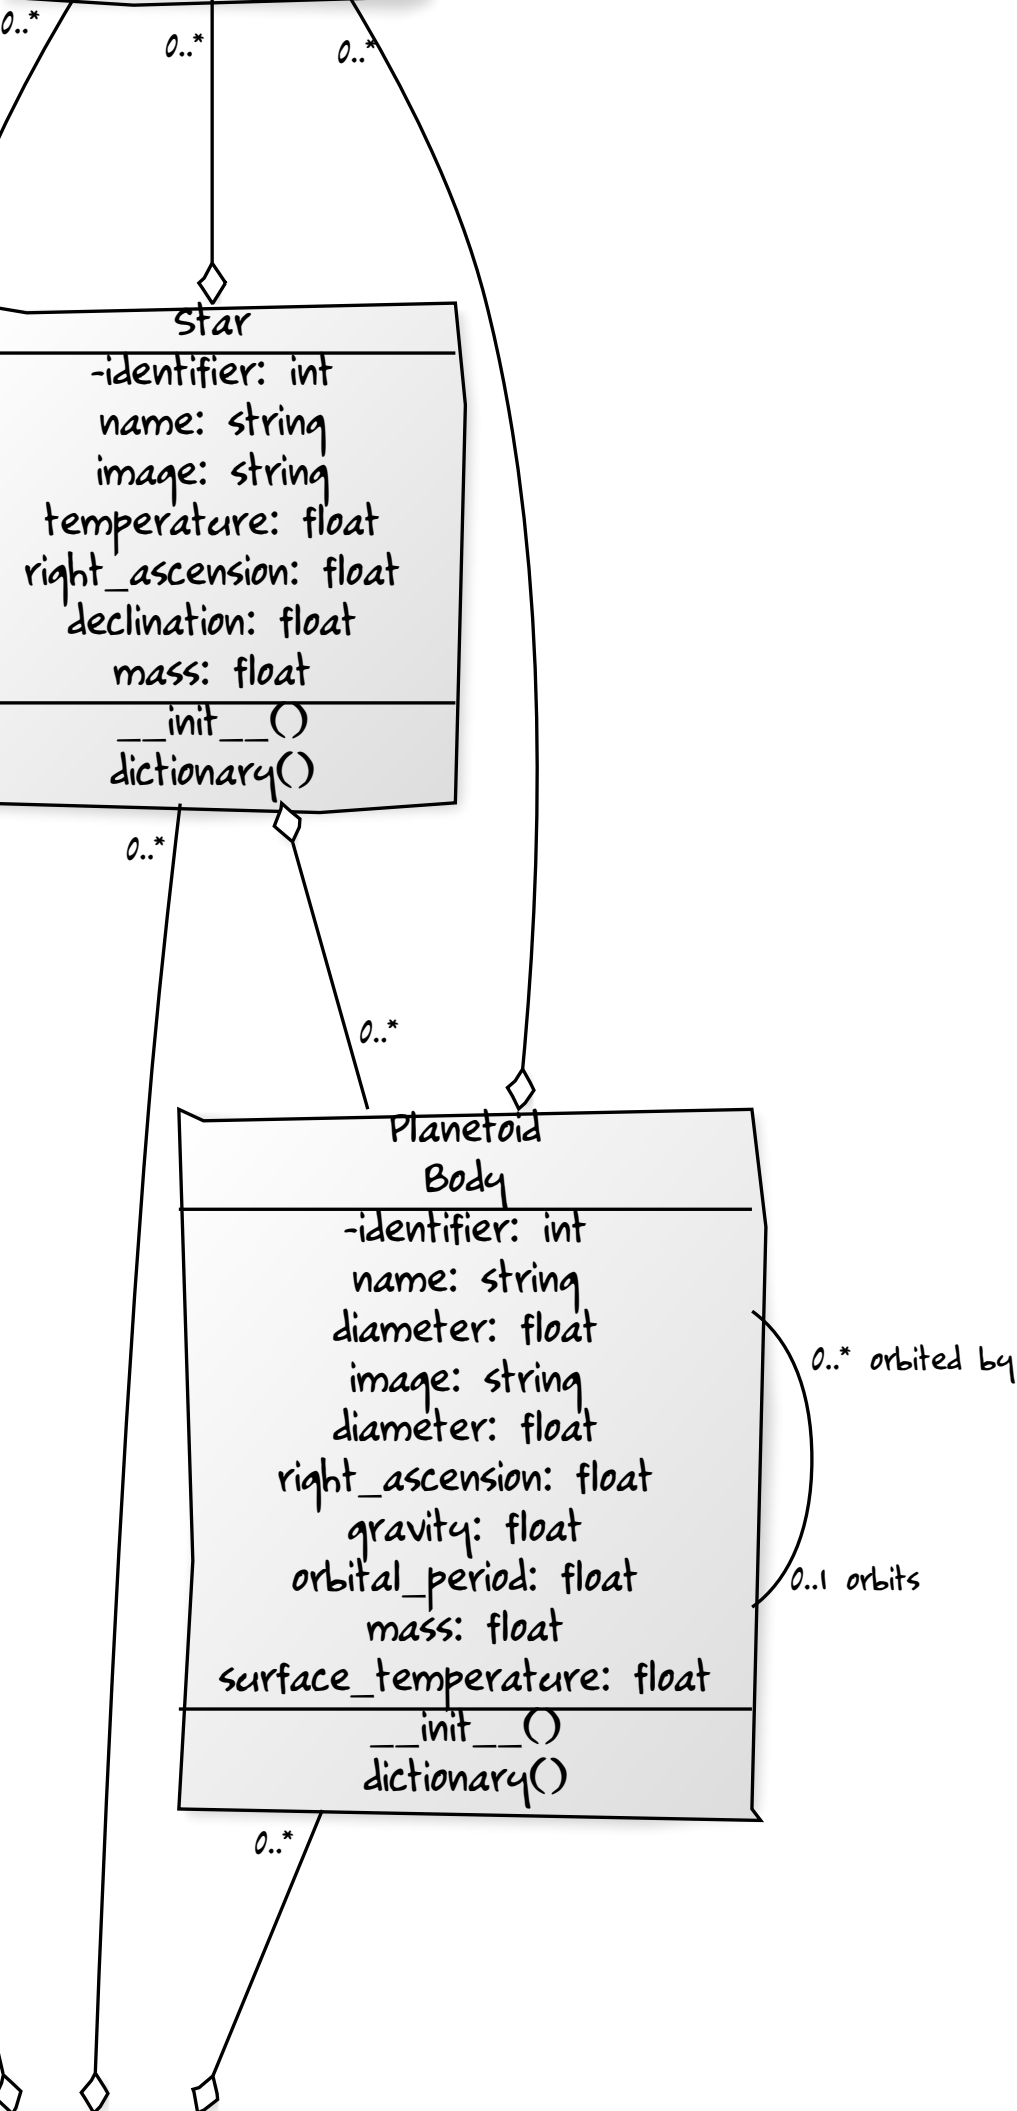 0..*
0..*
0..*
Star
-identifier: int
name: string
image: string
temperature: float
right_ascension: float
declination: float
mass: float
__init__()
dictionary()
0..*
0..*
Planetoid
Body
-identifier: int
name: string
diameter: float
image: string
diameter: float
right_ascension: float
gravity: float
orbital_period: float
mass: float
surface_temperature: float
__init__()
dictionary()
0..* orbited by
0..1 orbits
0..*